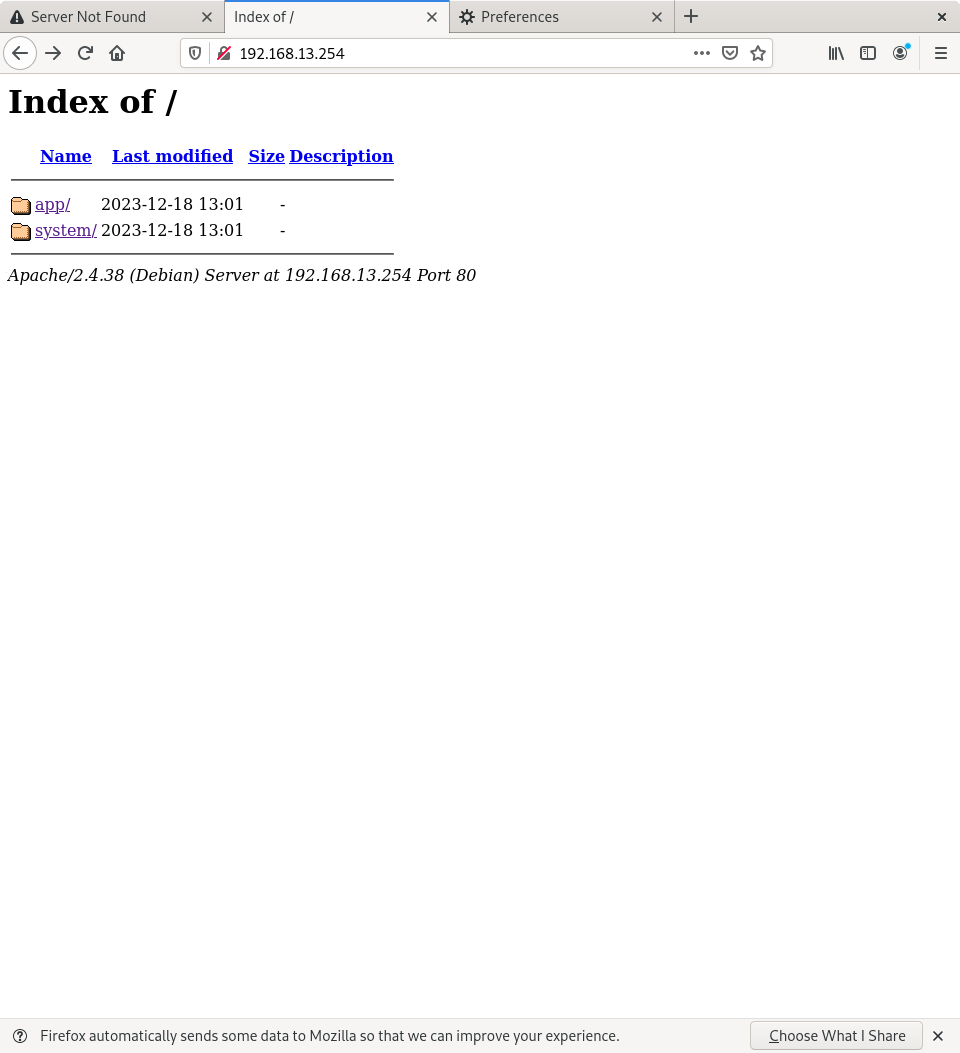 Server Not Found
Index of /
Preferences
192.168.13.254
Index of /
Name Last modified Size Description
app/ 2023-12-18 13:01 -
system/ 2023-12-18 13:01 -
Apache/2.4.38 (Debian) Server at 192.168.13.254 Port 80
Firefox automatically sends some data to Mozilla so that we can improve your experience. Choose What I Share